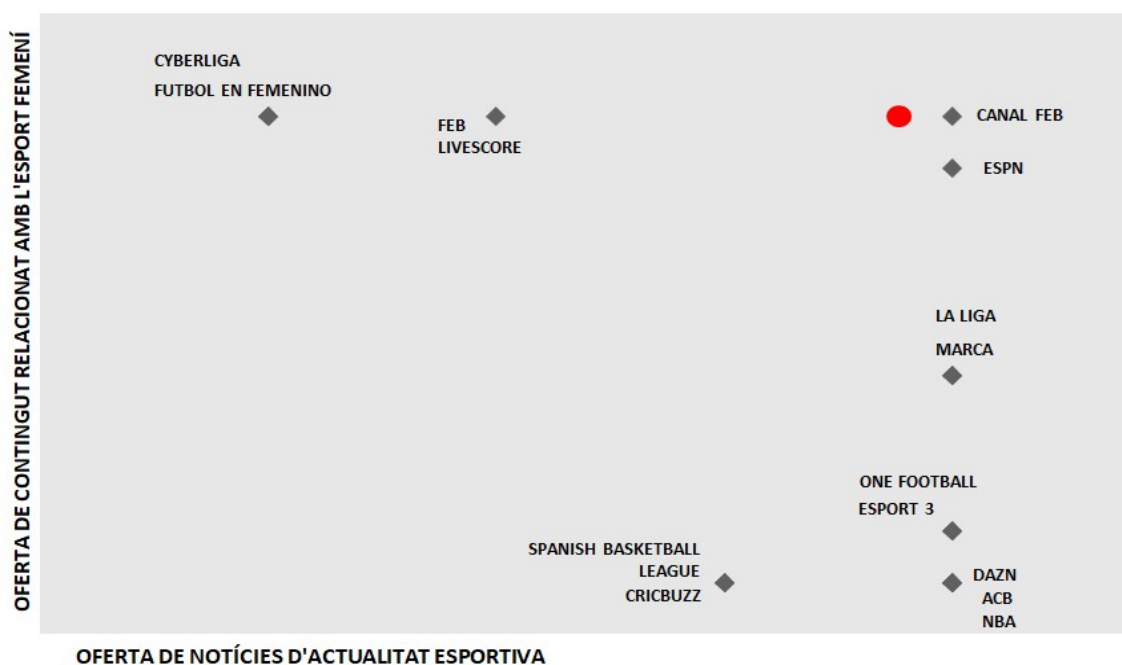 OFERTA DE CONTINGUT RELACIONAT AMB L'ESPORT FEMENÍ
CYBERLIGA
FUTBOL EN FEMENINO
FEB
LIVESCORE
CANAL FEB
ESPN
LA LIGA
MARCA
ONE FOOTBALL
ESPORT 3
SPANISH BASKETBALL
LEAGUE
CRICBUZZ
DAZN
ACB
NBA
OFERTA DE NOTÍCIES D'ACTUALITAT ESPORTIVA